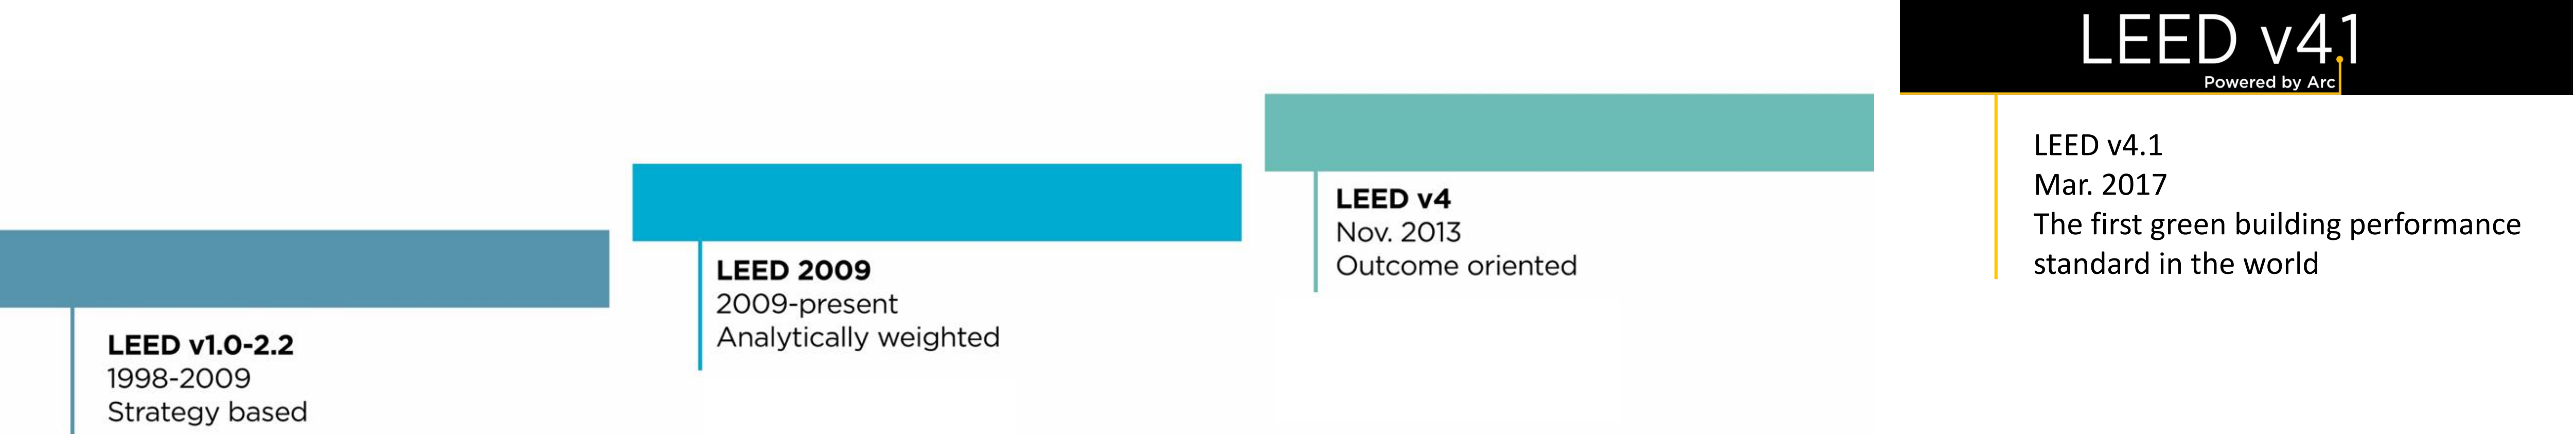 LEED v1.0-2.2
1998-2009
Strategy based
LEED 2009
2009-present
Analytically weighted
LEED v4
Nov. 2013
Outcome oriented
LEED v4.1
Powered by Arc
LEED v4.1
Mar. 2017
The first green building performance
standard in the world